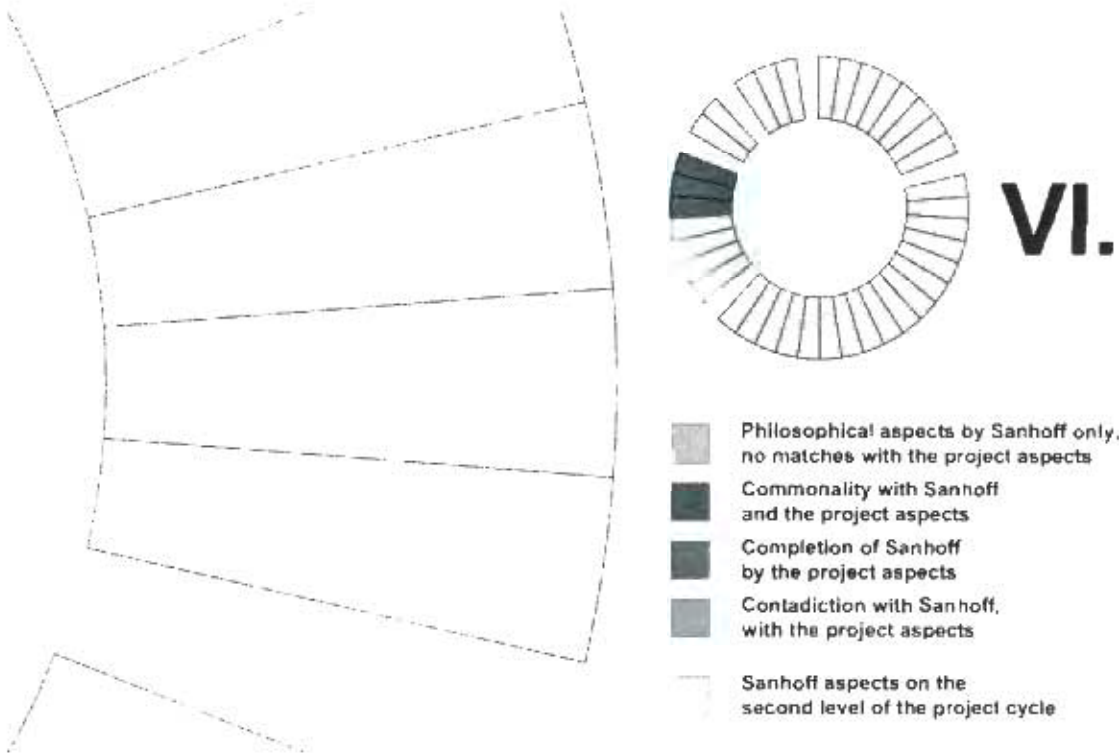 VI.
Philosophical aspects by Sanhoff only,
no matches with the project aspects
Commonality with Sanhoff
and the project aspects
Completion of Sanhoff
by the project aspects
Contadiction with Sanhoff,
with the project aspects
Sanhoff aspects on the
second level of the project cycle